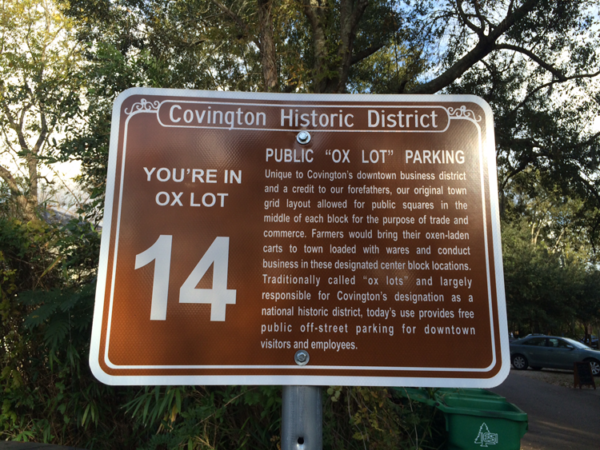 Covington Historic District
YOU'RE IN
OX LOT
14
PUBLIC "OX LOT" PARKING
Unique to Covington's downtown business district
and a credit to our forefathers, our original town
grid layout allowed for public squares in the
middle of each block for the purpose of trade and
commerce. Farmers would bring their oxen-laden
carts to town loaded with wares and conduct
business in these designated center block locations.
Traditionally called "ox lots" and largely
responsible for Covington's designation as a
national historic district, today's use provides free
public off-street parking for downtown
visitors and employees.